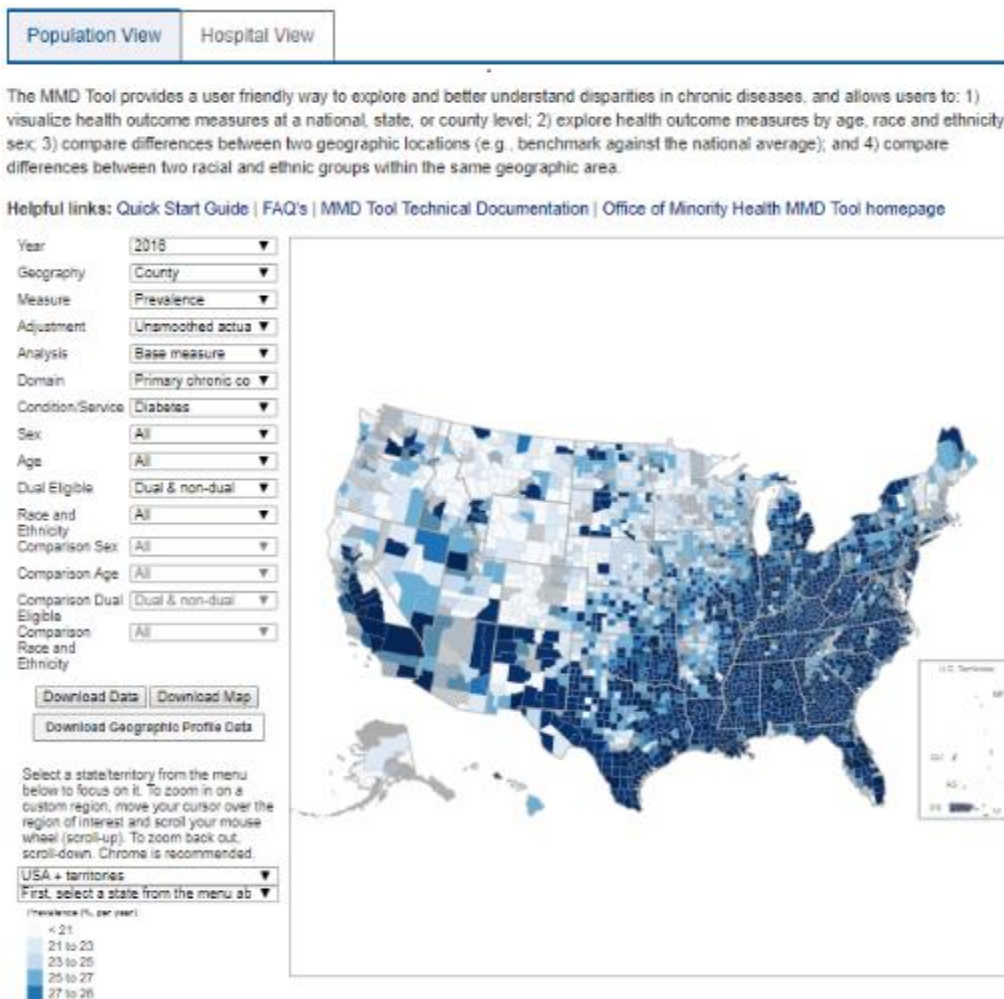 Population View
Hospital View
The MMD Tool provides a user friendly way to explore and better understand disparities in chronic diseases, and allows users to: 1)
visualize health outcome measures at a national, state, or county level; 2) explore health outcome measures by age, race and ethnicity
sex; 3) compare differences between two geographic locations (e.g., benchmark against the national average); and 4) compare
differences between two racial and ethnic groups within the same geographic area.
Helpful links: Quick Start Guide | FAQ's | MMD Tool Technical Documentation | Office of Minority Health MMD Tool homepage
Year 2016
Geography County
Measure Prevalence
Adjustment Unsmoothed actua
Analysis Base measure
Domain Primary chronic co
Condition/Service Diabetes
Sex All
Age All
Dual Eligible Dual & non-dual
Race and All
Ethnicity
Comparison Sex All
Comparison Age All
Comparison Dual Dual & non-dual
Eligible
Comparison All
Race and
Ethnicity
Download Data Download Map
Download Geographic Profile Data
Select a state/territory from the menu
below to focus on it. To zoom in on a
custom region, move your cursor over the
region of interest and scroll your mouse
wheel (scroll-up). To zoom back out,
scroll-down. Chrome is recommended.
USA + territories
First, select a state from the menu ab
Prevalence (%, per year)
< 21
21 to 23
23 to 25
25 to 27
27 to 28
U.S. Territories